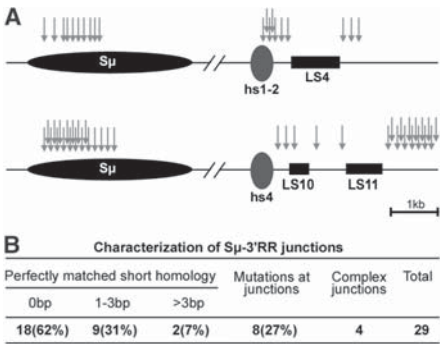 A
Sμ
hs1-2
LS4
Sμ
hs4
LS10
LS11
1kb
B
Characterization of Sμ-3'RR junctions
Perfectly matched short homology
Mutations at junctions
Complex junctions
Total
0bp 1-3bp >3bp
18(62%) 9(31%) 2(7%) 8(27%) 4 29